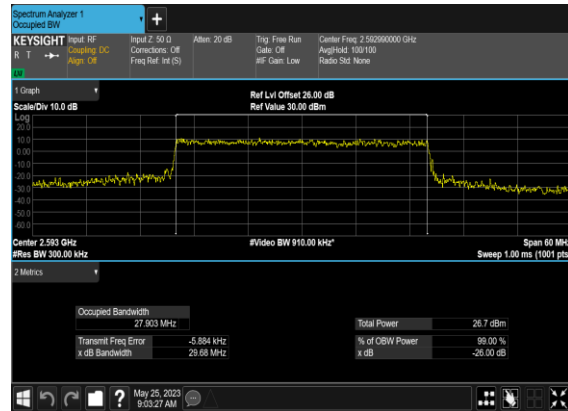 Spectrum Analyzer 1
Occupied BW
+
KEYSIGHT Input: RF Input Z: 50 Ω Atten: 20 dB Trig: Free Run Center Freq: 2.592990000 GHz
R T Coupling: DC Corrections: Off Gate: Off Avg|Hold: 100/100
Align: Off Freq Ref: Int (S) #IF Gain: Low Radio Std: None
1 Graph Ref Lvl Offset 26.00 dB
Scale/Div 10.0 dB Ref Value 30.00 dBm
Log
20.0
10.0
0.00
-10.0
-20.0
-30.0
-40.0
-50.0
-60.0
Center 2.593 GHz #Video BW 910.00 kHz* Span 60 MHz
#Res BW 300.00 kHz Sweep 1.00 ms (1001 pts
2 Metrics
Occupied Bandwidth
27.903 MHz Total Power 26.7 dBm
Transmit Freq Error -5.884 kHz % of OBW Power 99.00 %
x dB Bandwidth 29.68 MHz x dB -26.00 dB
? May 25, 2023
9:03:27 AM